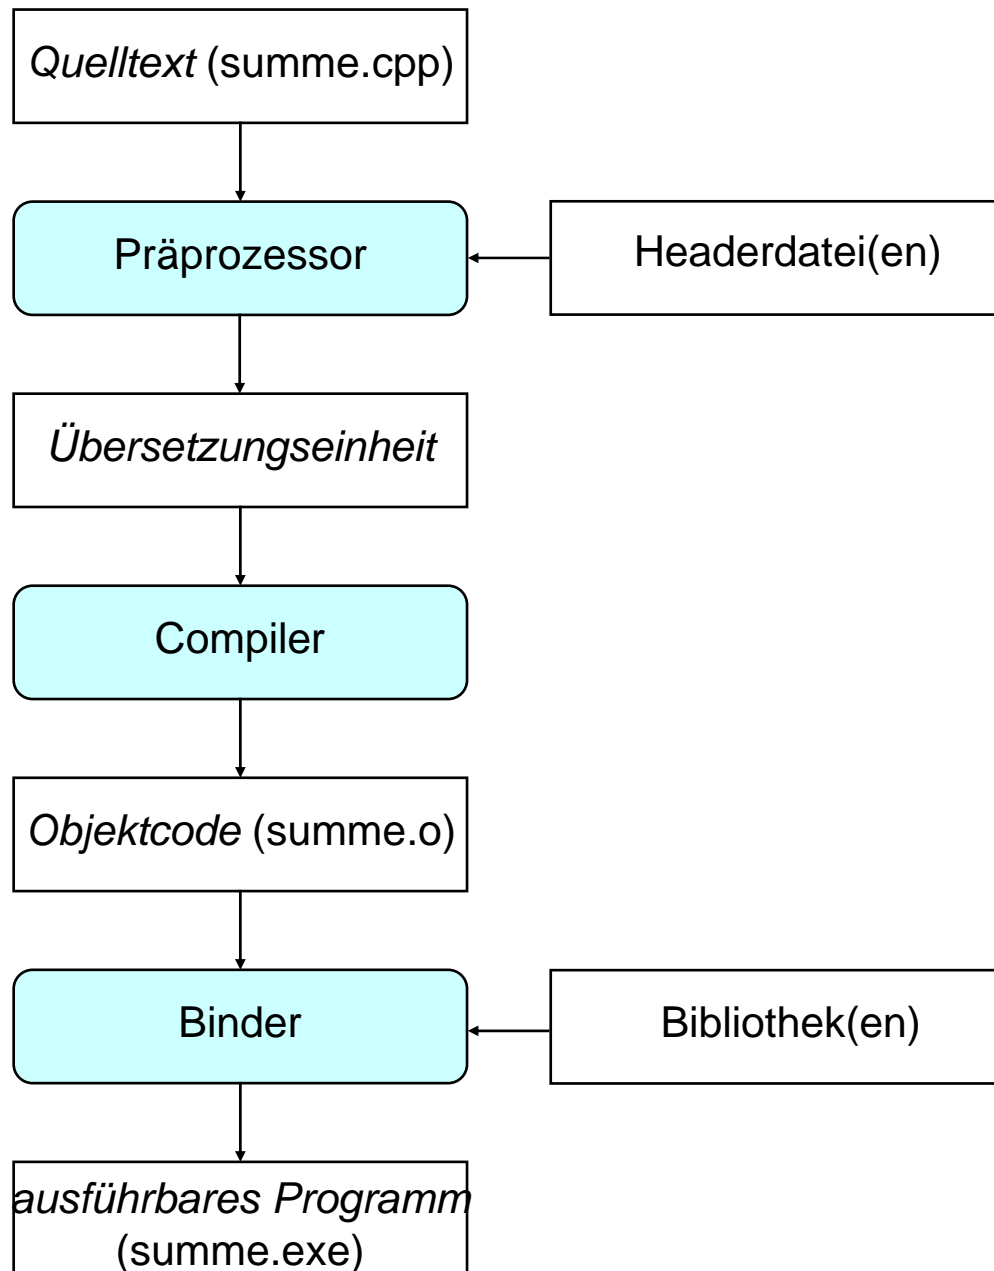 Quelltext (summe.cpp)
Präprozessor
Headerdatei(en)
Übersetzungseinheit
Compiler
Objektcode (summe.o)
Binder
Bibliothek(en)
ausführbares Programm
(summe.exe)